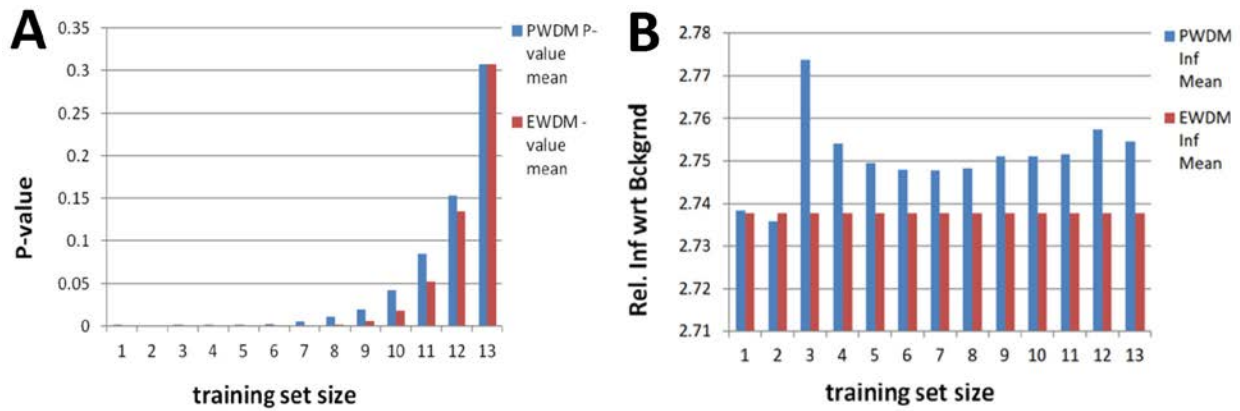 A
0.35
0.3
0.25
0.2
0.15
0.1
0.05
0
P-value
1 2 3 4 5 6 7 8 9 10 11 12 13
training set size
PWDM P-
value
mean
EWDM -
value
mean
B
2.78
2.77
2.76
2.75
2.74
2.73
2.72
2.71
Rel. Inf wrt Bckgrnd
1 2 3 4 5 6 7 8 9 10 11 12 13
training set size
PWDM
Inf
Mean
EWDM
Inf
Mean